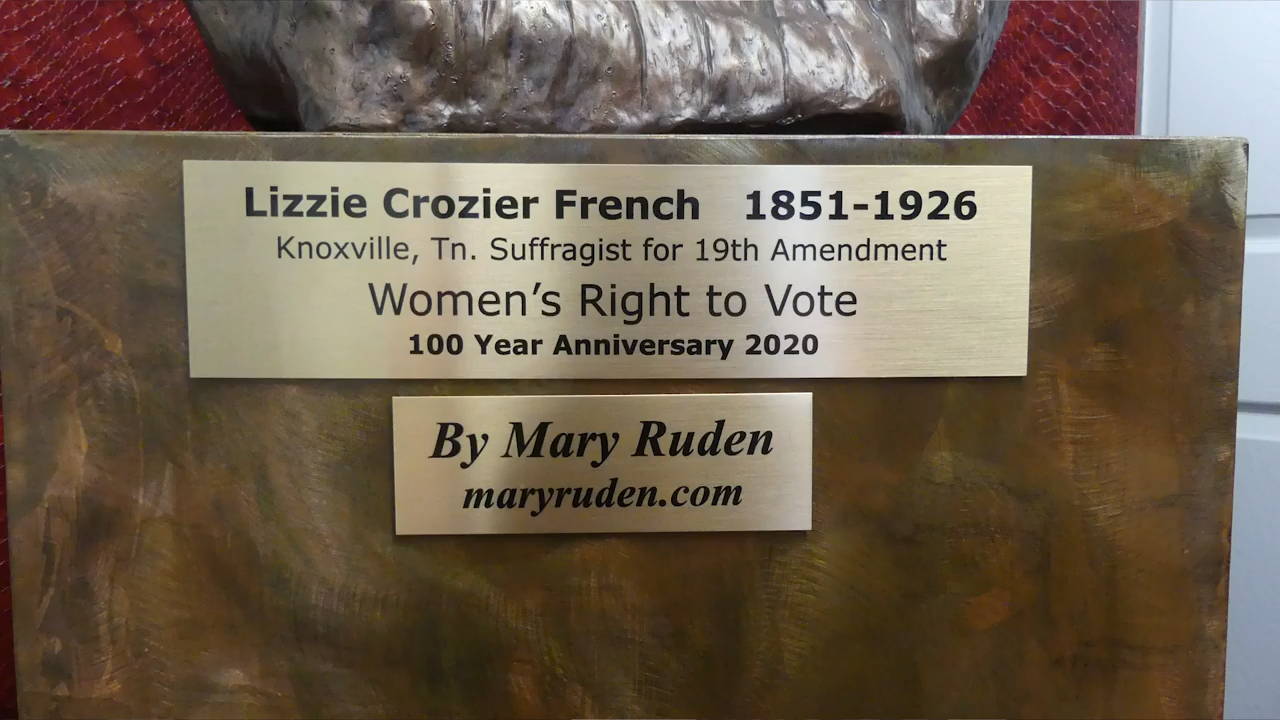 Lizzie Crozier French 1851-1926
Knoxville, Tn. Suffragist for 19th Amendment
Women's Right to Vote
100 Year Anniversary 2020
By Mary Ruden
maryruden.com